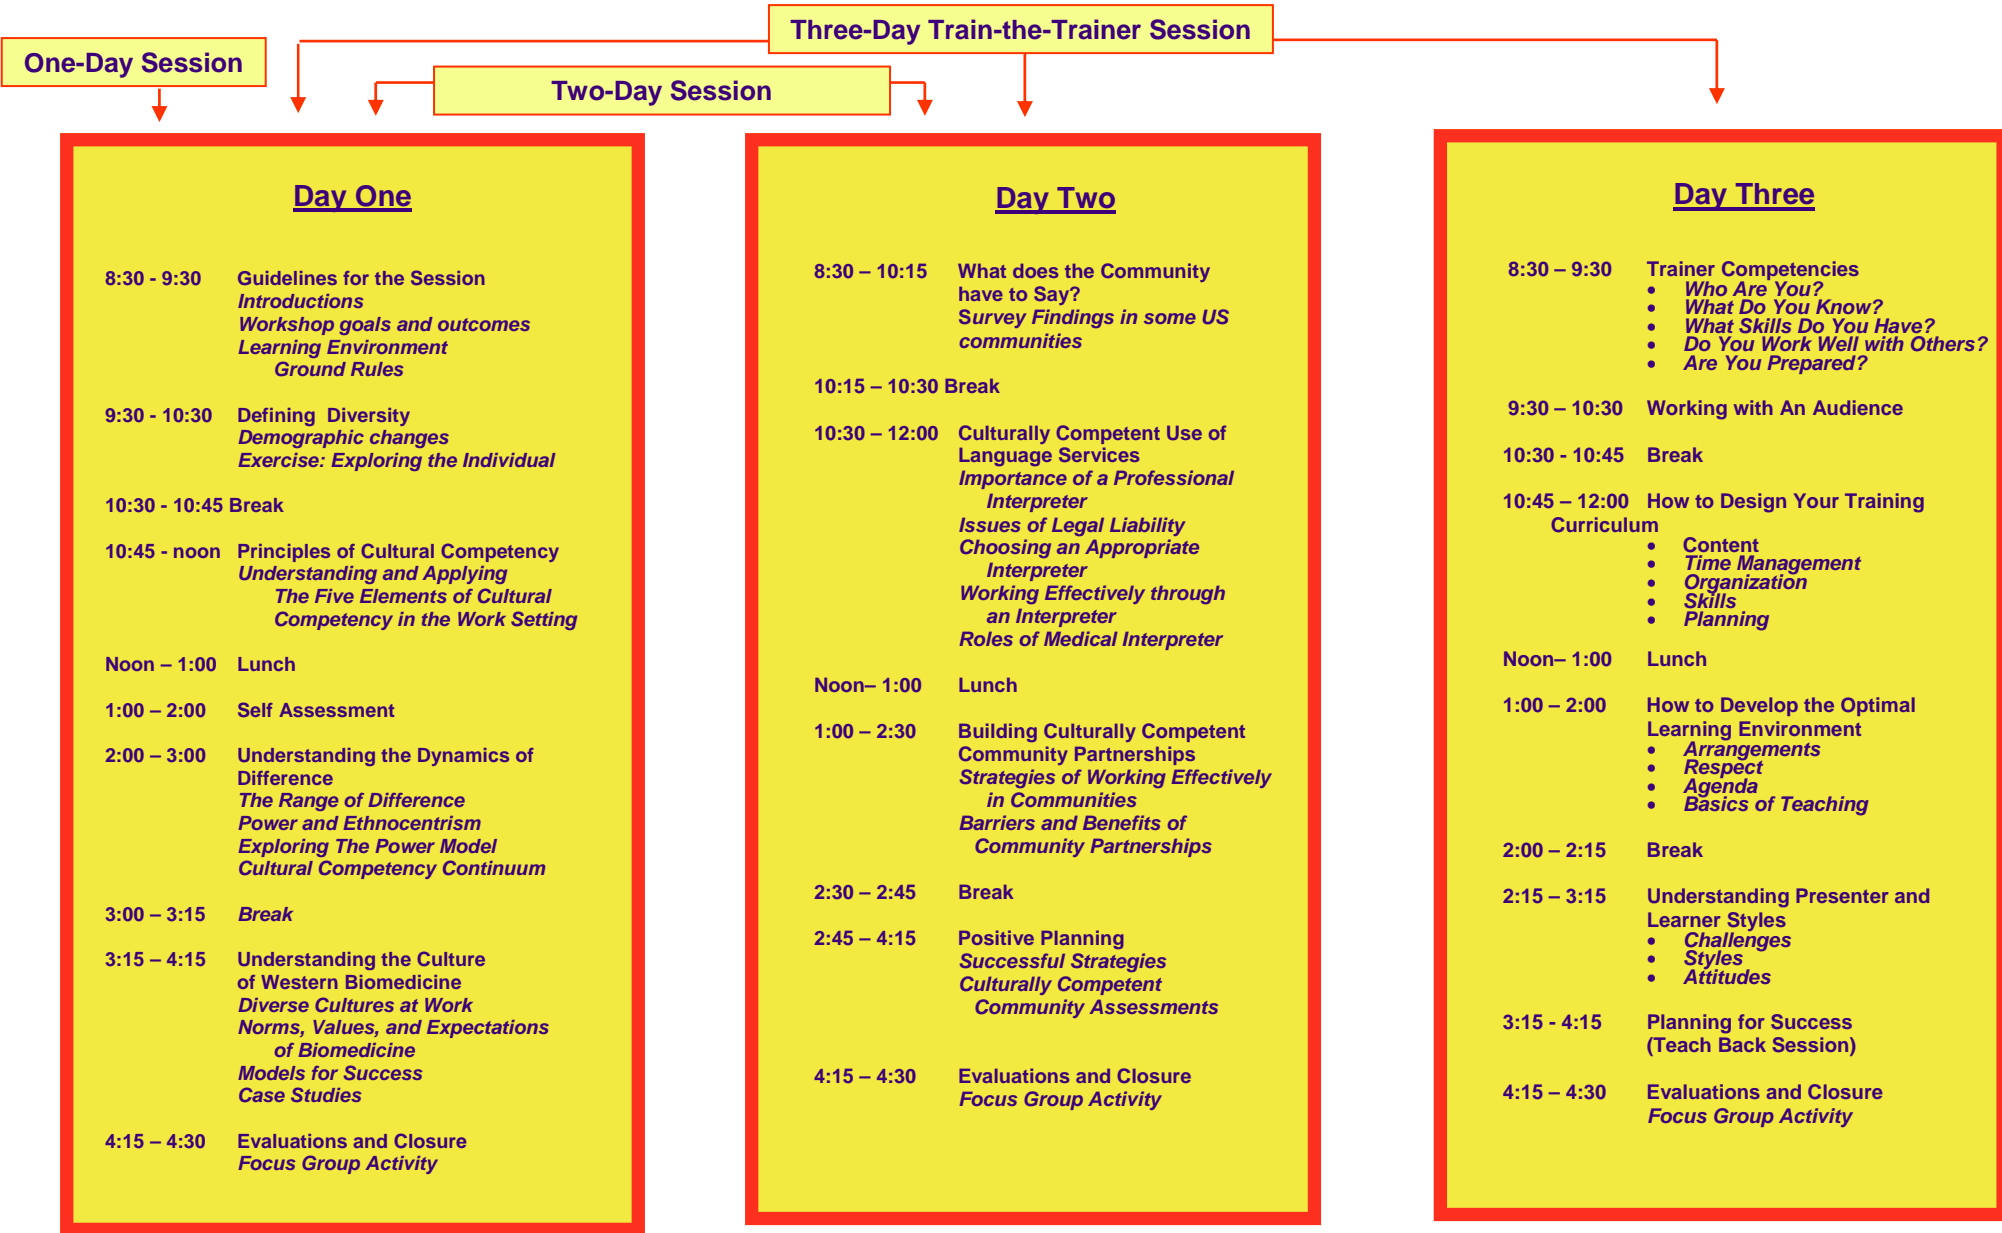 Three-Day Train-the-Trainer Session
One-Day Session
Two-Day Session
Day One
8:30 - 9:30 Guidelines for the Session
Introductions
Workshop goals and outcomes
Learning Environment
Ground Rules
9:30 - 10:30 Defining Diversity
Demographic changes
Exercise: Exploring the Individual
10:30 - 10:45 Break
10:45 - noon Principles of Cultural Competency
Understanding and Applying
The Five Elements of Cultural
Competency in the Work Setting
Noon – 1:00 Lunch
1:00 – 2:00 Self Assessment
2:00 – 3:00 Understanding the Dynamics of
Difference
The Range of Difference
Power and Ethnocentrism
Exploring The Power Model
Cultural Competency Continuum
3:00 – 3:15 Break
3:15 – 4:15 Understanding the Culture
of Western Biomedicine
Diverse Cultures at Work
Norms, Values, and Expectations
of Biomedicine
Models for Success
Case Studies
4:15 – 4:30 Evaluations and Closure
Focus Group Activity
Day Two
8:30 – 10:15 What does the Community
have to Say?
Survey Findings in some US
communities
10:15 – 10:30 Break
10:30 – 12:00 Culturally Competent Use of
Language Services
Importance of a Professional
Interpreter
Issues of Legal Liability
Choosing an Appropriate
Interpreter
Working Effectively through
an Interpreter
Roles of Medical Interpreter
Noon– 1:00 Lunch
1:00 – 2:30 Building Culturally Competent
Community Partnerships
Strategies of Working Effectively
in Communities
Barriers and Benefits of
Community Partnerships
2:30 – 2:45 Break
2:45 – 4:15 Positive Planning
Successful Strategies
Culturally Competent
Community Assessments
4:15 – 4:30 Evaluations and Closure
Focus Group Activity
Day Three
8:30 – 9:30 Trainer Competencies
• Who Are You?
• What Do You Know?
• What Skills Do You Have?
• Do You Work Well with Others?
• Are You Prepared?
9:30 – 10:30 Working with An Audience
10:30 - 10:45 Break
10:45 – 12:00 How to Design Your Training
Curriculum
• Content
• Time Management
• Organization
• Skills
• Planning
Noon– 1:00 Lunch
1:00 – 2:00 How to Develop the Optimal
Learning Environment
• Arrangements
• Respect
• Agenda
• Basics of Teaching
2:00 – 2:15 Break
2:15 – 3:15 Understanding Presenter and
Learner Styles
• Challenges
• Styles
• Attitudes
3:15 - 4:15 Planning for Success
(Teach Back Session)
4:15 – 4:30 Evaluations and Closure
Focus Group Activity